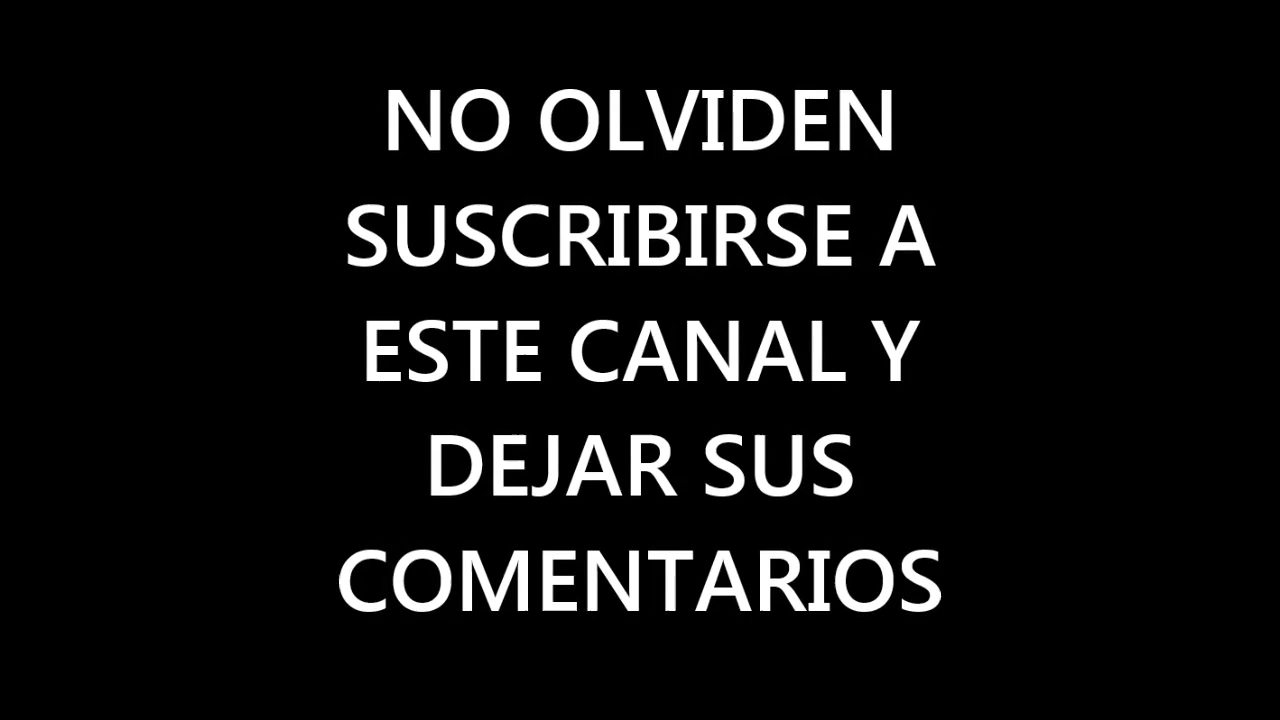 NO OLVIDEN
SUSCRIBIRSE A
ESTE CANAL Y
DEJAR SUS
COMENTARIOS